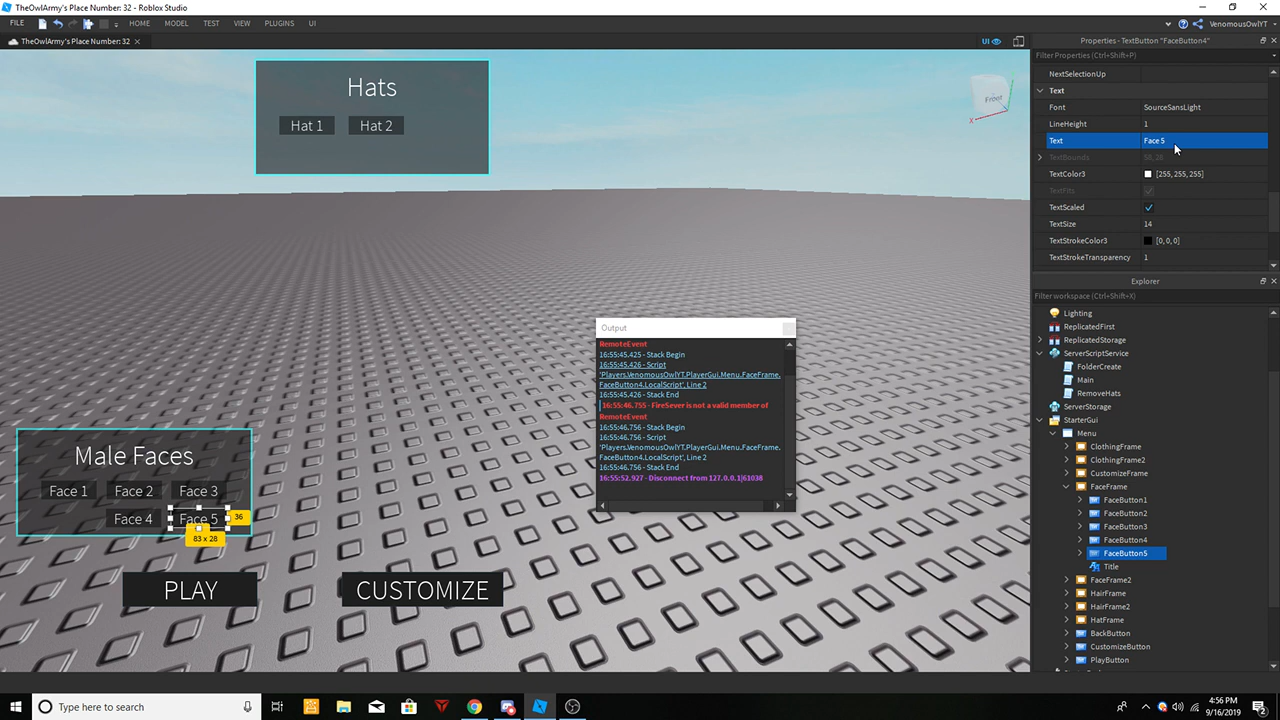 TheOwlArmy's Place Number: 32 - Roblox Studio
FILE
HOME
MODEL
TEST
VIEW
PLUGINS
UI
VenomousOwlYT
TheOwlArmy's Place Number: 32
UI
Hats
Hat 1
Hat 2
Front
X
Male Faces
Face 1
Face 2
Face 3
Face 4
Face 5
36
83 x 28
PLAY
CUSTOMIZE
Output
RemoteEvent
16:55:45.425 - Stack Begin
16:55:45.426 - Script
'Players.VenomousOwlYT.PlayerGui.Menu.FaceFrame.
FaceButton4.LocalScript', Line 2
16:55:45.426 - Stack End
16:55:46.755 - FireSever is not a valid member of
RemoteEvent
16:55:46.756 - Stack Begin
16:55:46.756 - Script
'Players.VenomousOwlYT.PlayerGui.Menu.FaceFrame.
FaceButton4.LocalScript', Line 2
16:55:46.756 - Stack End
16:55:52.927 - Disconnect from 127.0.0.1|61038
Properties - TextButton "FaceButton4"
Filter Properties (Ctrl+Shift+P)
NextSelectionUp
Text
Font SourceSansLight
LineHeight 1
Text Face 5
TextBounds
TextColor3 [255, 255, 255]
TextFits
TextScaled
TextSize 14
TextStrokeColor3 [0, 0, 0]
TextStrokeTransparency 1
Explorer
Filter workspace (Ctrl+Shift+X)
Lighting
ReplicatedFirst
ReplicatedStorage
ServerScriptService
FolderCreate
Main
RemoveHats
ServerStorage
StarterGui
Menu
ClothingFrame
ClothingFrame2
CustomizeFrame
FaceFrame
FaceButton1
FaceButton2
FaceButton3
FaceButton4
FaceButton5
Title
FaceFrame2
HairFrame
HairFrame2
HatFrame
BackButton
CustomizeButton
PlayButton
Type here to search
4:56 PM
9/16/2019
2